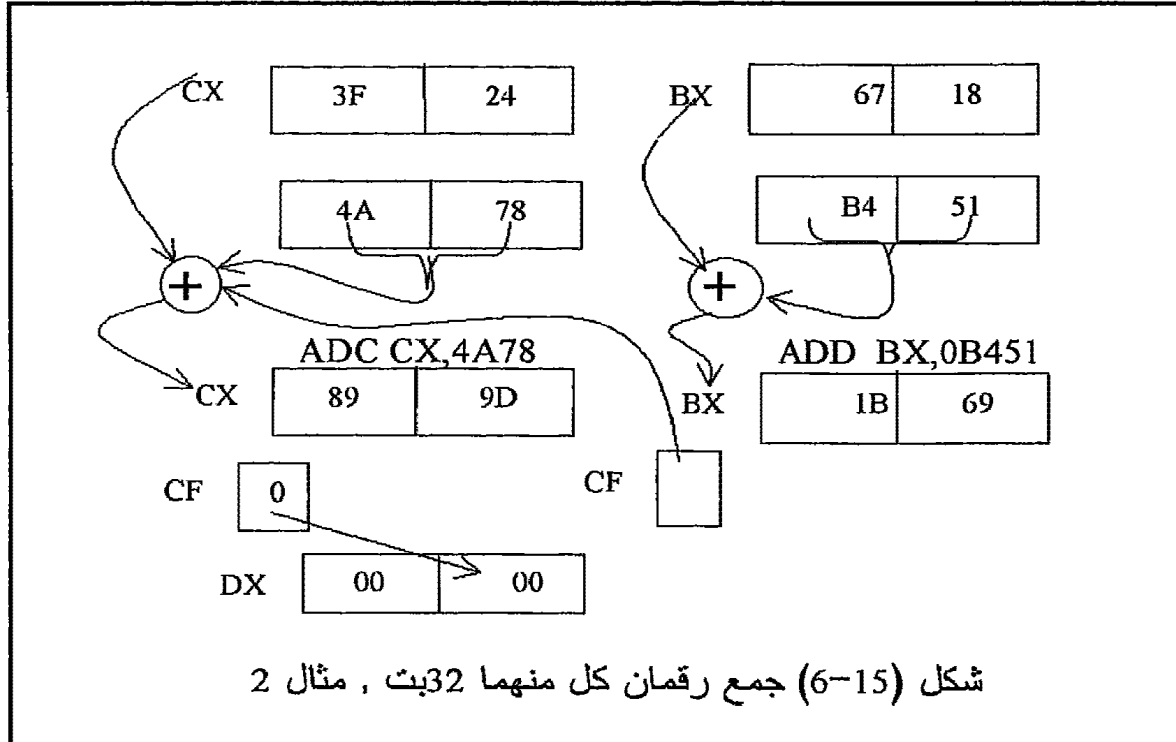 CX 3F 24 BX 67 18
4A 78 B4 51
+ +
ADC CX,4A78 ADD BX,0B451
CX 89 9D BX 1B 69
CF 0 CF
DX 00 00
شكل (15-6) جمع رقمان كل منهما 32بت , مثال 2